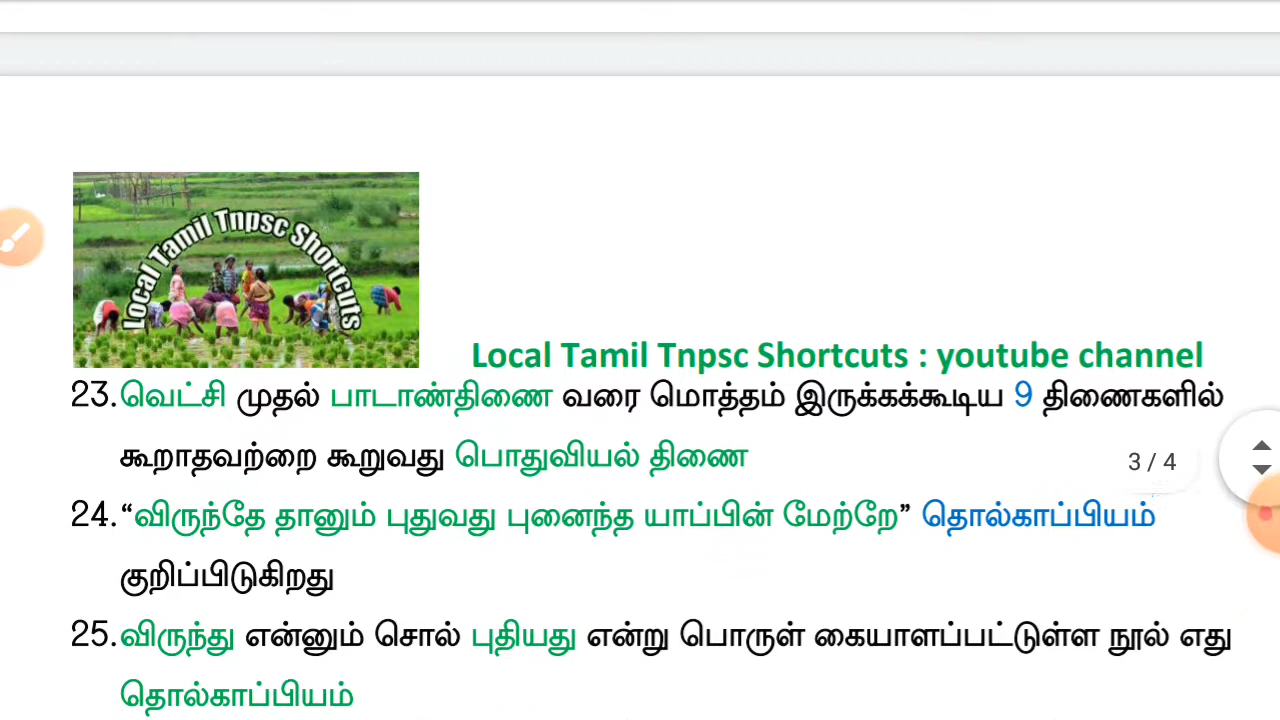 Local Tamil Tnpsc Shortcuts
Local Tamil Tnpsc Shortcuts : youtube channel
23.வெட்சி முதல் பாடாண்திணை வரை மொத்தம் இருக்கக்கூடிய 9 திணைகளில்
கூறாதவற்றை கூறுவது பொதுவியல் திணை
3 / 4
24.“விருந்தே தானும் புதுவது புனைந்த யாப்பின் மேற்றே” தொல்காப்பியம்
குறிப்பிடுகிறது
25.விருந்து என்னும் சொல் புதியது என்று பொருள் கையாளப்பட்டுள்ள நூல் எது
தொல்காப்பியம்